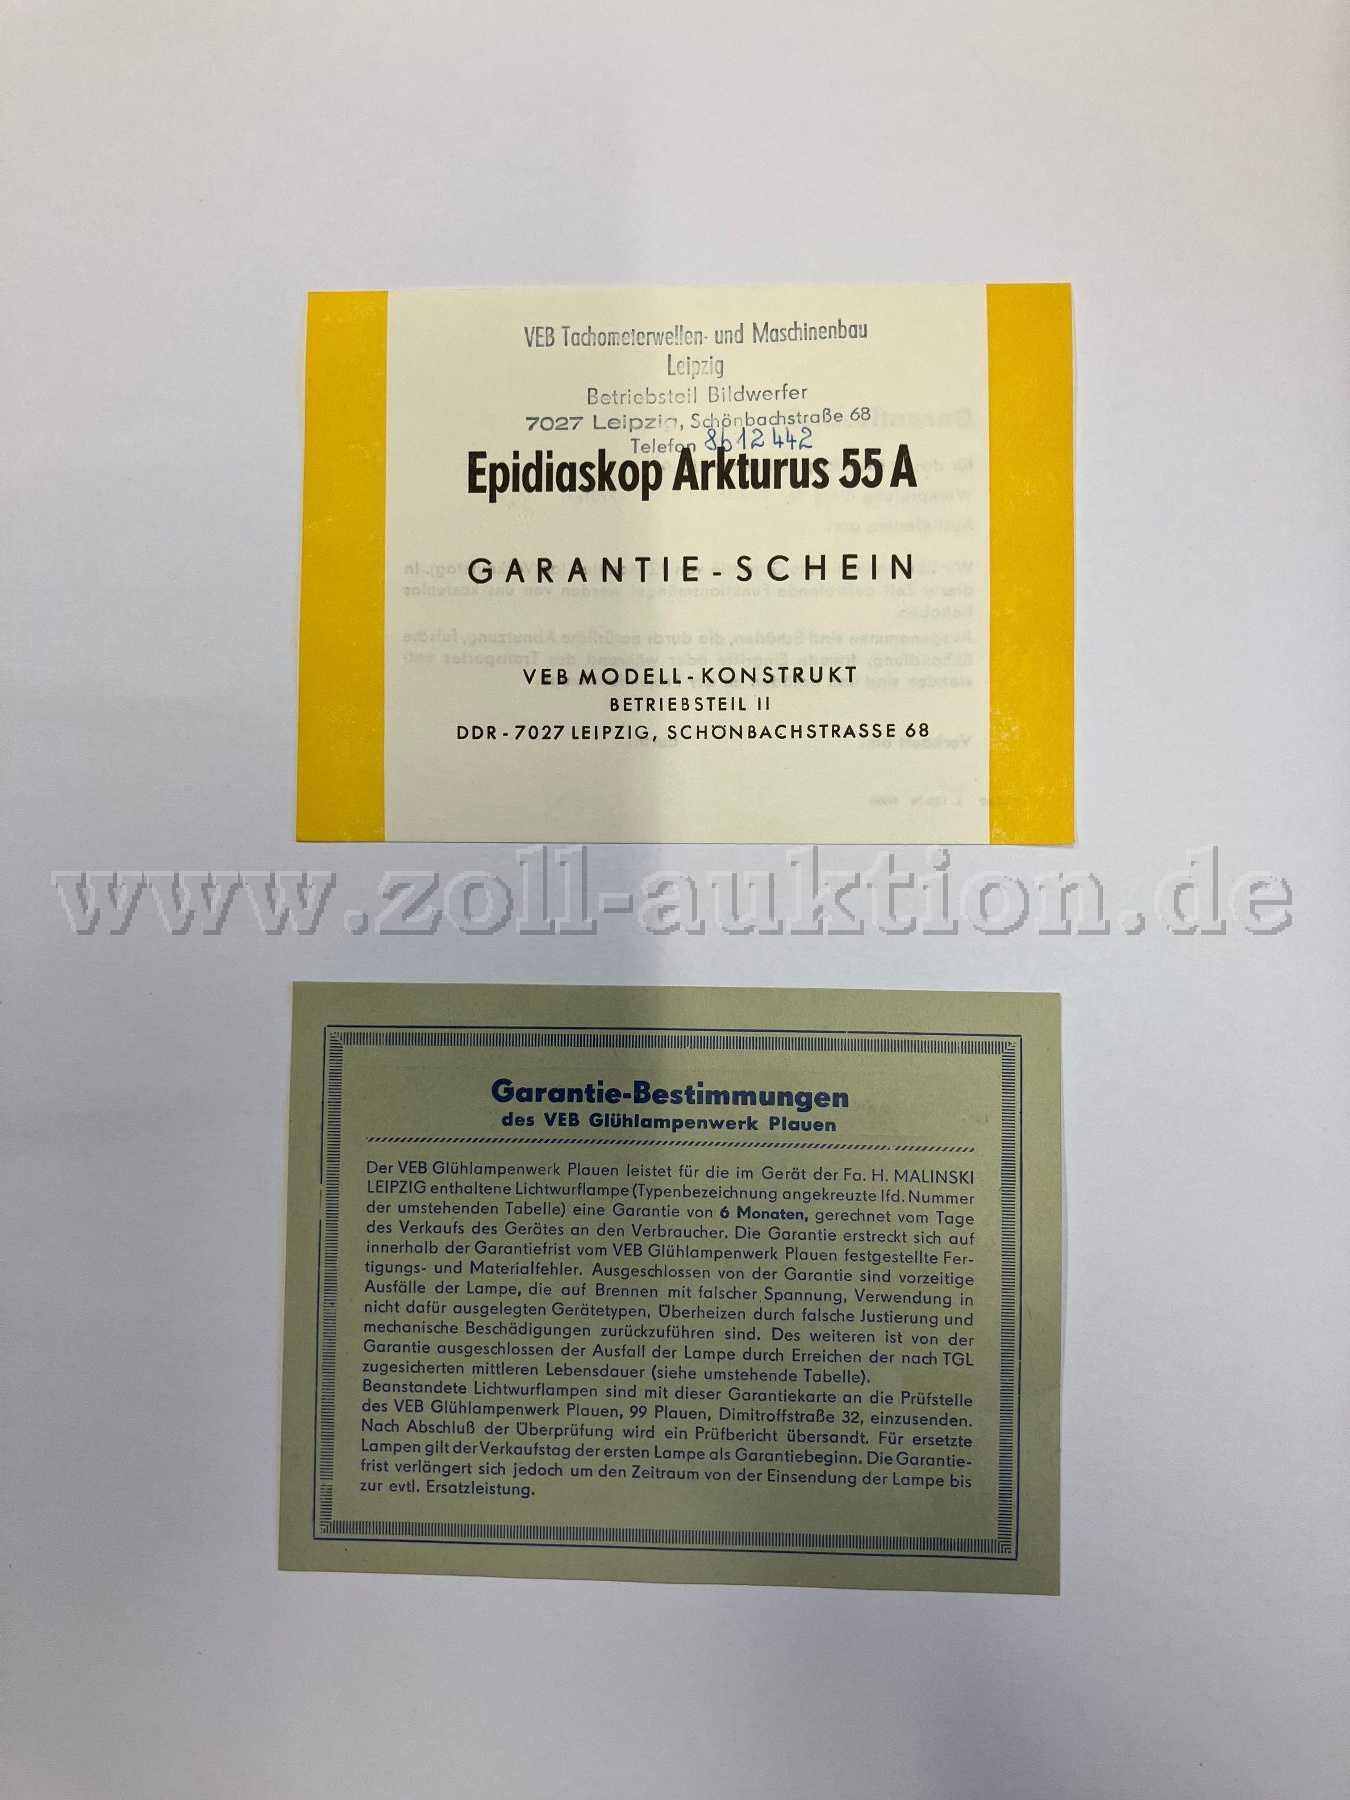 VEB Tachometerwellen- und Maschinenbau
Leipzig
Betriebsteil Bildwerfer
7027 Leipzig, Schönbachstraße 68
Telefon 8612442
Epidiaskop Arkturus 55 A
GARANTIE-SCHEIN
VEB MODELL-KONSTRUKT
BETRIEBSTEIL II
DDR-7027 LEIPZIG, SCHÖNBACHSTRASSE 68
www.zoll-auktion.de
Garantie-Bestimmungen
des VEB Glühlampenwerk Plauen
Der VEB Glühlampenwerk Plauen leistet für die im Gerät der Fa. H. MALINSKI
LEIPZIG enthaltene Lichtwurflampe (Typenbezeichnung angekreuzte lfd. Nummer
der umstehenden Tabelle) eine Garantie von 6 Monaten, gerechnet vom Tage
des Verkaufs des Gerätes an den Verbraucher. Die Garantie erstreckt sich auf
innerhalb der Garantiefrist vom VEB Glühlampenwerk Plauen festgestellte Fer-
tigungs- und Materialfehler. Ausgeschlossen von der Garantie sind vorzeitige
Ausfälle der Lampe, die auf Brennen mit falscher Spannung, Verwendung in
nicht dafür ausgelegten Gerätetypen, Überheizen durch falsche Justierung und
mechanische Beschädigungen zurückzuführen sind. Des weiteren ist von der
Garantie ausgeschlossen der Ausfall der Lampe durch Erreichen der nach TGL
zugesicherten mittleren Lebensdauer (siehe umstehende Tabelle).
Beanstandete Lichtwurflampen sind mit dieser Garantiekarte an die Prüfstelle
des VEB Glühlampenwerk Plauen, 99 Plauen, Dimitroffstraße 32, einzusenden.
Nach Abschluß der Überprüfung wird ein Prüfbericht übersandt. Für ersetzte
Lampen gilt der Verkaufstag der ersten Lampe als Garantiebeginn. Die Garantie-
frist verlängert sich jedoch um den Zeitraum von der Einsendung der Lampe bis
zur evtl. Ersatzleistung.